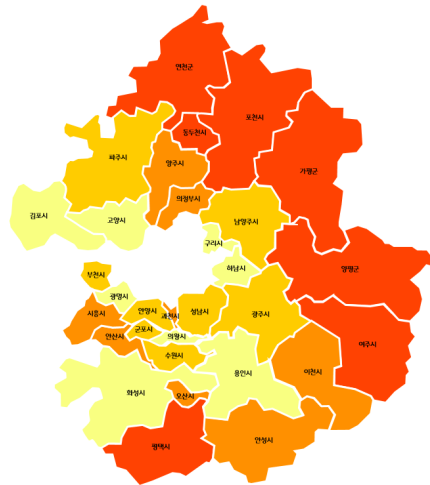 연천군
포천시
동두천시
파주시
양주시
가평군
의정부시
김포시
고양시
남양주시
구리시
하남시
양평군
부천시
광명시
시흥시
안양시
과천시
성남시
광주시
안산시
군포시
의왕시
여주시
수원시
용인시
이천시
화성시
오산시
평택시
안성시